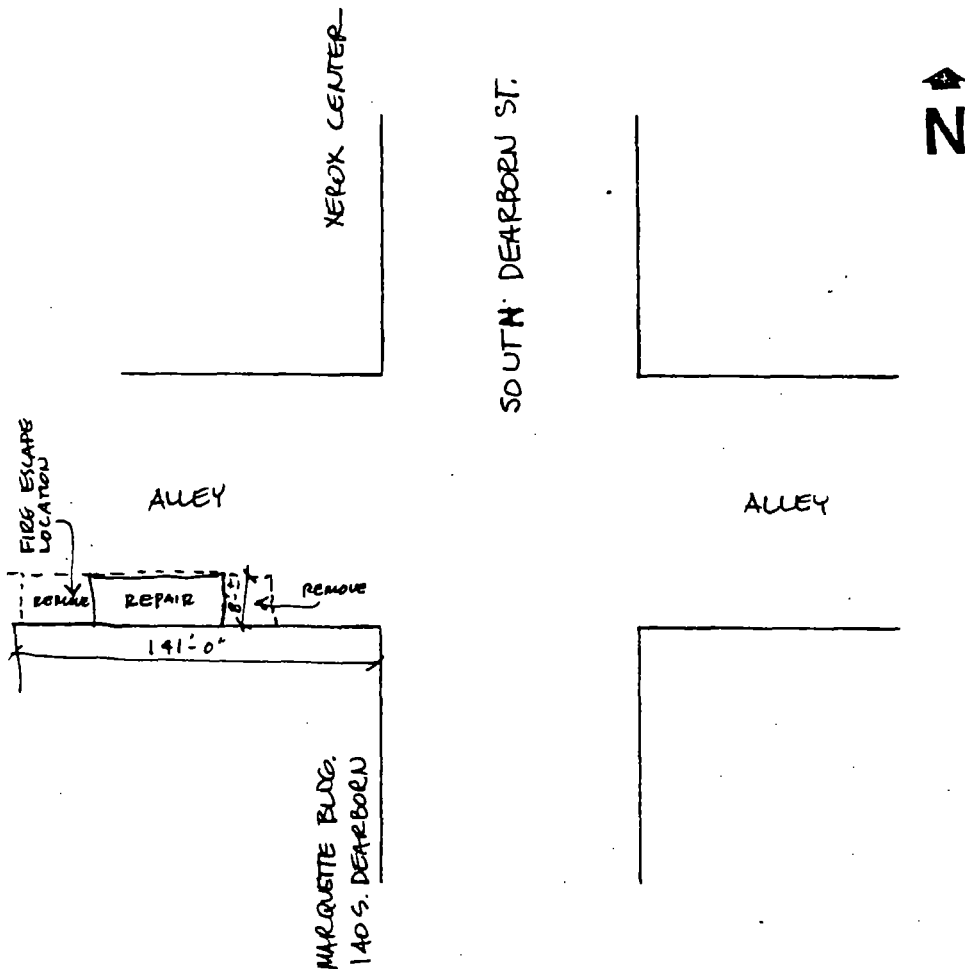 XEROX CENTER
N
SOUTH DEARBORN ST.
FIRE ESCAPE
LOCATION
ALLEY
ALLEY
REMOVE
REPAIR
REMOVE
141'-0"
MARQUETTE BLDG.
140 S. DEARBORN